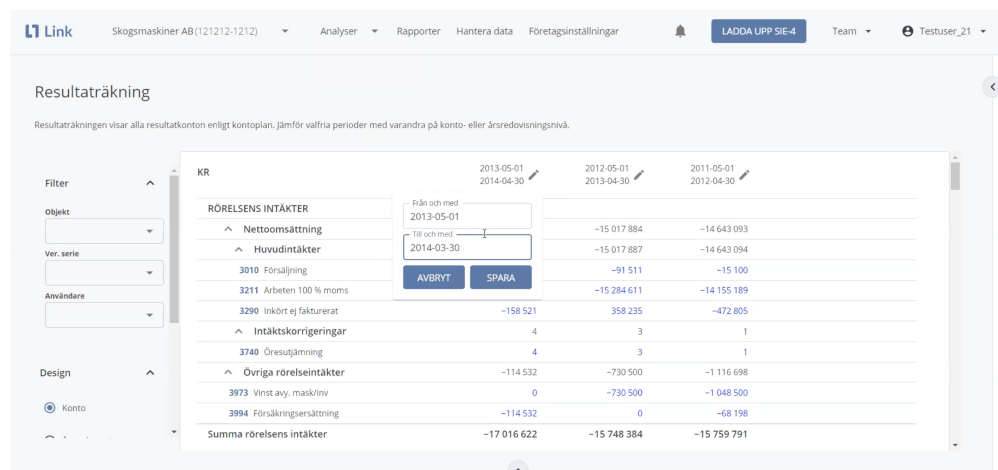 Link
Skogsmaskiner AB (121212-1212)
Analyser
Rapporter
Hantera data
Företagsinställningar
LADDA UPP SIE-4
Team
Testuser_21
Resultaträkning
Resultaträkningen visar alla resultatkonton enligt kontoplan. Jämför valfria perioder med varandra på konto- eller årsredovisningsnivå.
Filter
Objekt
Ver. serie
Användare
Design
Konto
KR
2013-05-01 2012-05-01 2011-05-01
2014-04-30 2013-04-30 2012-04-30
RÖRELSENS INTÄKTER
Från och med
2013-05-01
Till och med
2014-03-30
AVBRYT SPARA
Nettoomsättning −15 017 884 −14 643 093
Huvudintäkter −15 017 887 −14 643 094
3010 Försäljning −91 511 −15 100
3211 Arbeten 100 % moms −15 284 611 −14 155 189
3290 Inkört ej fakturerat −158 521 358 235 −472 805
Intäktskorrigeringar 4 3 1
3740 Öresutjämning 4 3 1
Övriga rörelseintäkter −114 532 −730 500 −1 116 698
3973 Vinst avy, mask/inv 0 −730 500 −1 048 500
3994 Försäkringsersättning −114 532 0 −68 198
Summa rörelsens intäkter −17 016 622 −15 748 384 −15 759 791